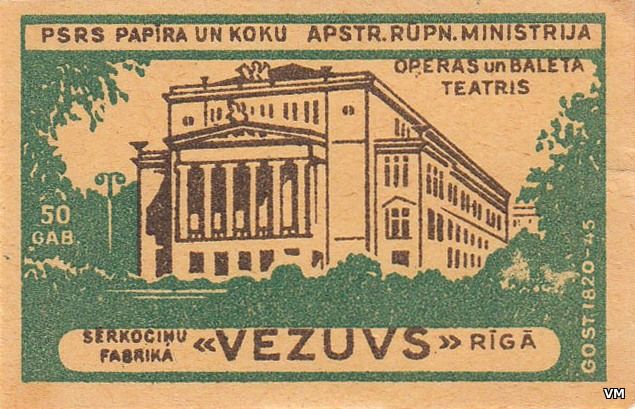 PSRS PAPĪRA UN KOKU APSTR. RŪPN. MINISTRIJA
OPERAS un BALETA
TEATRIS
50
GAB.
GOST 1820-45
SĒRKOCIŅU
FABRIKA
«VEZUVS» RĪGĀ
VM